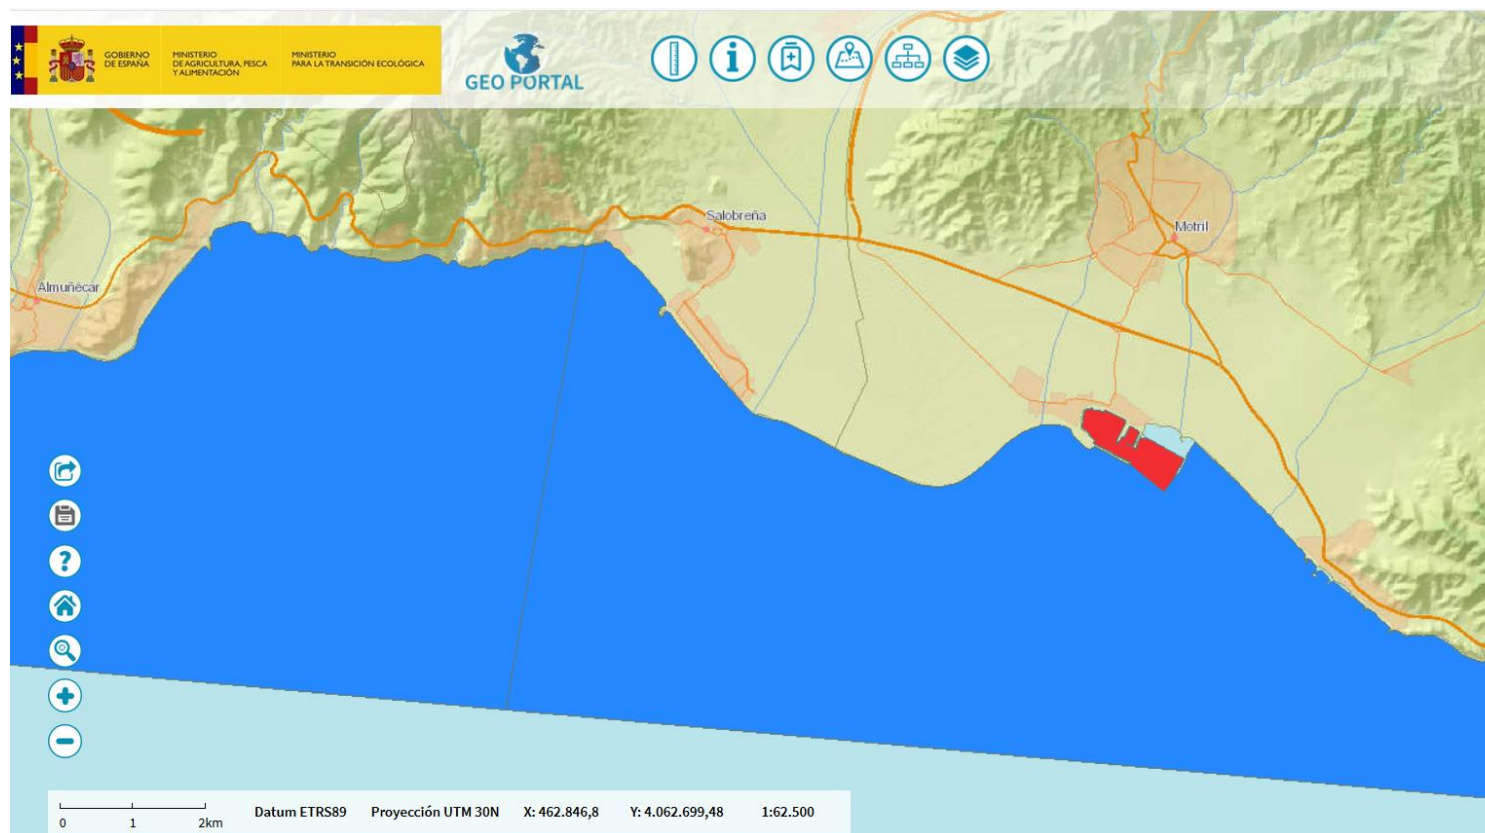 GOBIERNO
DE ESPAÑA
MINISTERIO
DE AGRICULTURA, PESCA
Y ALIMENTACIÓN
MINISTERIO
PARA LA TRANSICIÓN ECOLÓGICA
GEO PORTAL
Salobreña
Motril
Almuñécar
0 1 2km
Datum ETRS89 Proyección UTM 30N X: 462.846,8 Y: 4.062.699,48 1:62.500